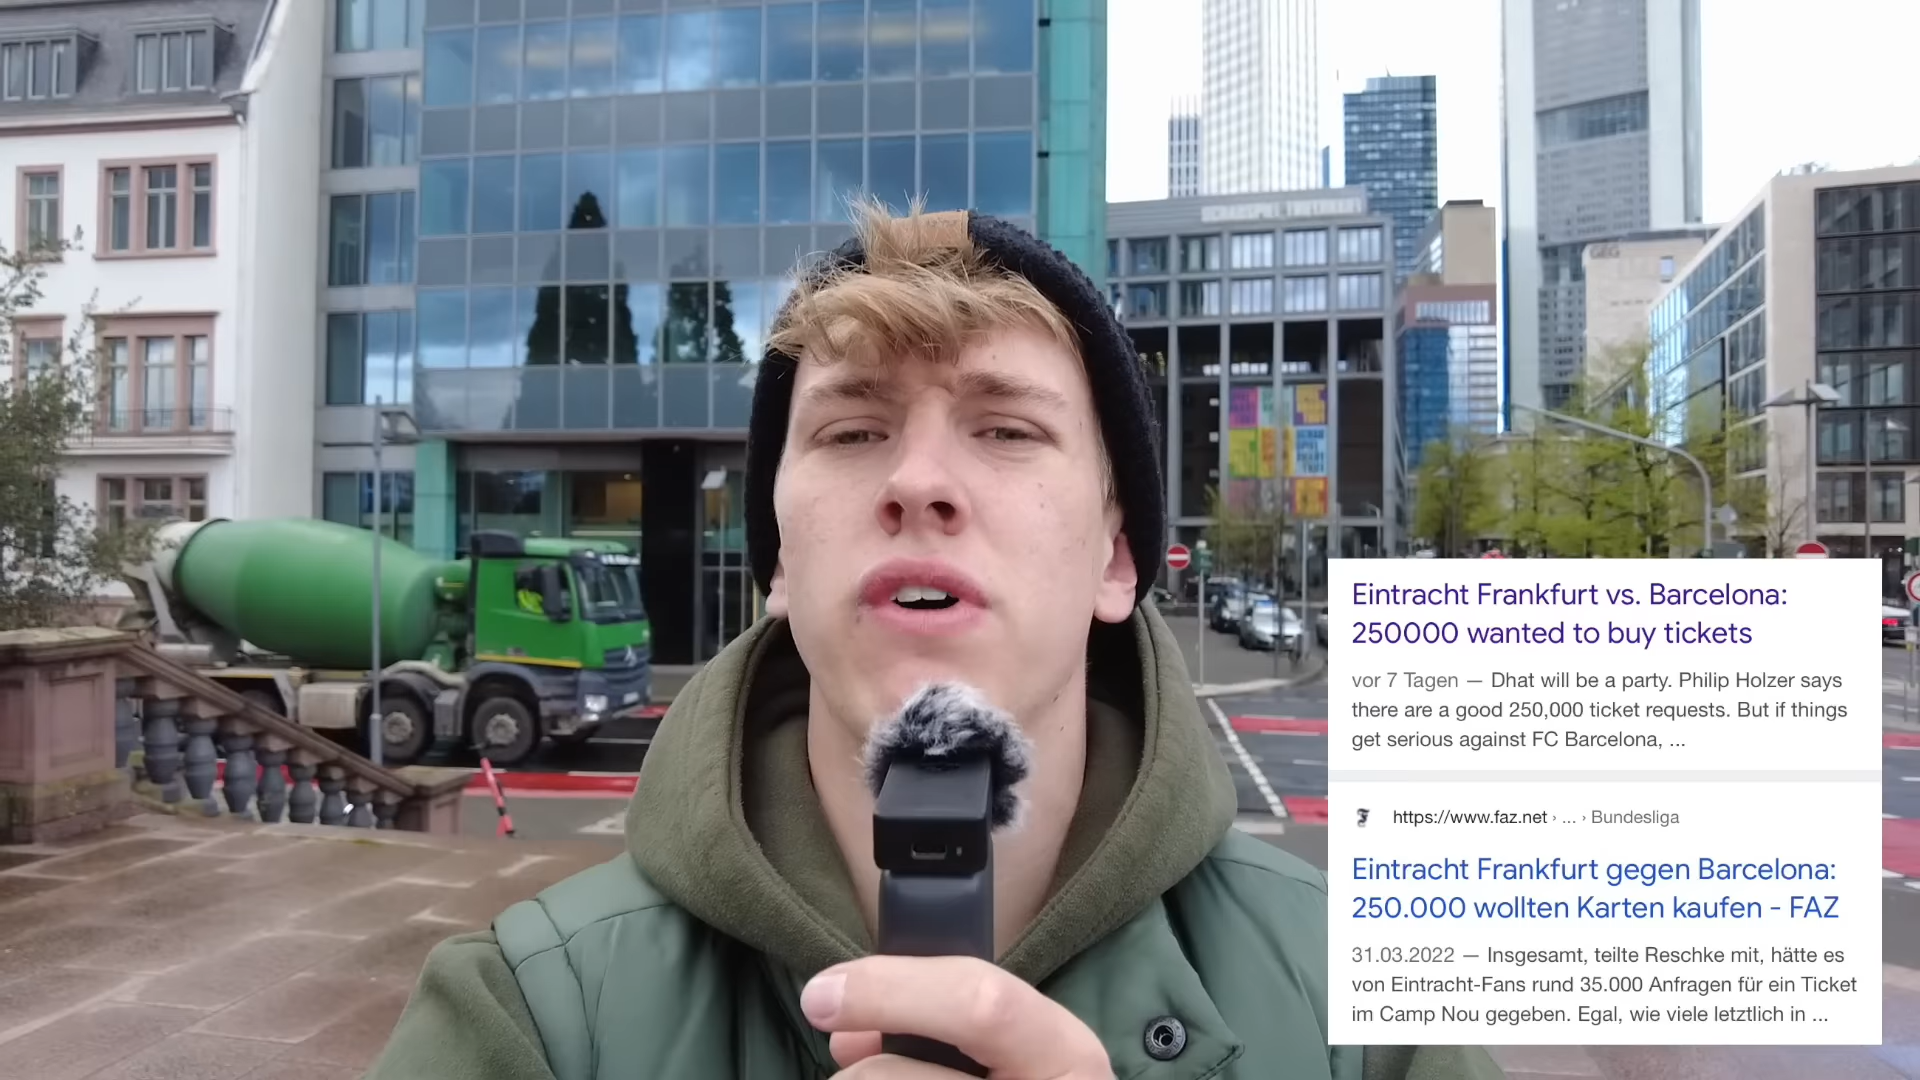 SCHAUSPIEL FRANKFURT
Eintracht Frankfurt vs. Barcelona:
250000 wanted to buy tickets
vor 7 Tagen — Dhat will be a party. Philip Holzer says
there are a good 250,000 ticket requests. But if things
get serious against FC Barcelona, ...
https://www.faz.net › ... › Bundesliga
Eintracht Frankfurt gegen Barcelona:
250.000 wollten Karten kaufen - FAZ
31.03.2022 — Insgesamt, teilte Reschke mit, hätte es
von Eintracht-Fans rund 35.000 Anfragen für ein Ticket
im Camp Nou gegeben. Egal, wie viele letztlich in ...